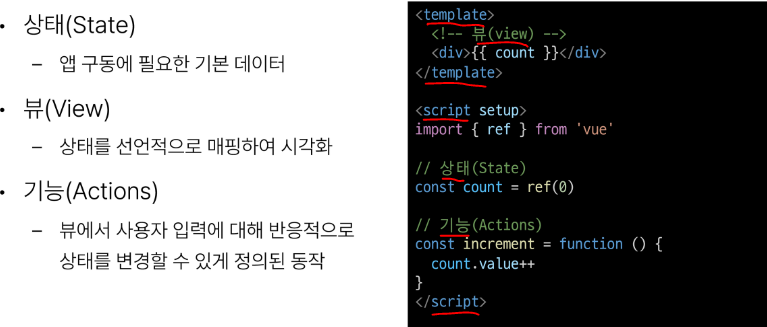 • 상태(State)
– 앱 구동에 필요한 기본 데이터
• 뷰(View)
– 상태를 선언적으로 매핑하여 시각화
• 기능(Actions)
– 뷰에서 사용자 입력에 대해 반응적으로
상태를 변경할 수 있게 정의된 동작
<template>
  <!-- 뷰(view) -->
  <div>{{ count }}</div>
</template>

<script setup>
import { ref } from 'vue'

// 상태(State)
const count = ref(0)

// 기능(Actions)
const increment = function () {
  count.value++
}
</script>